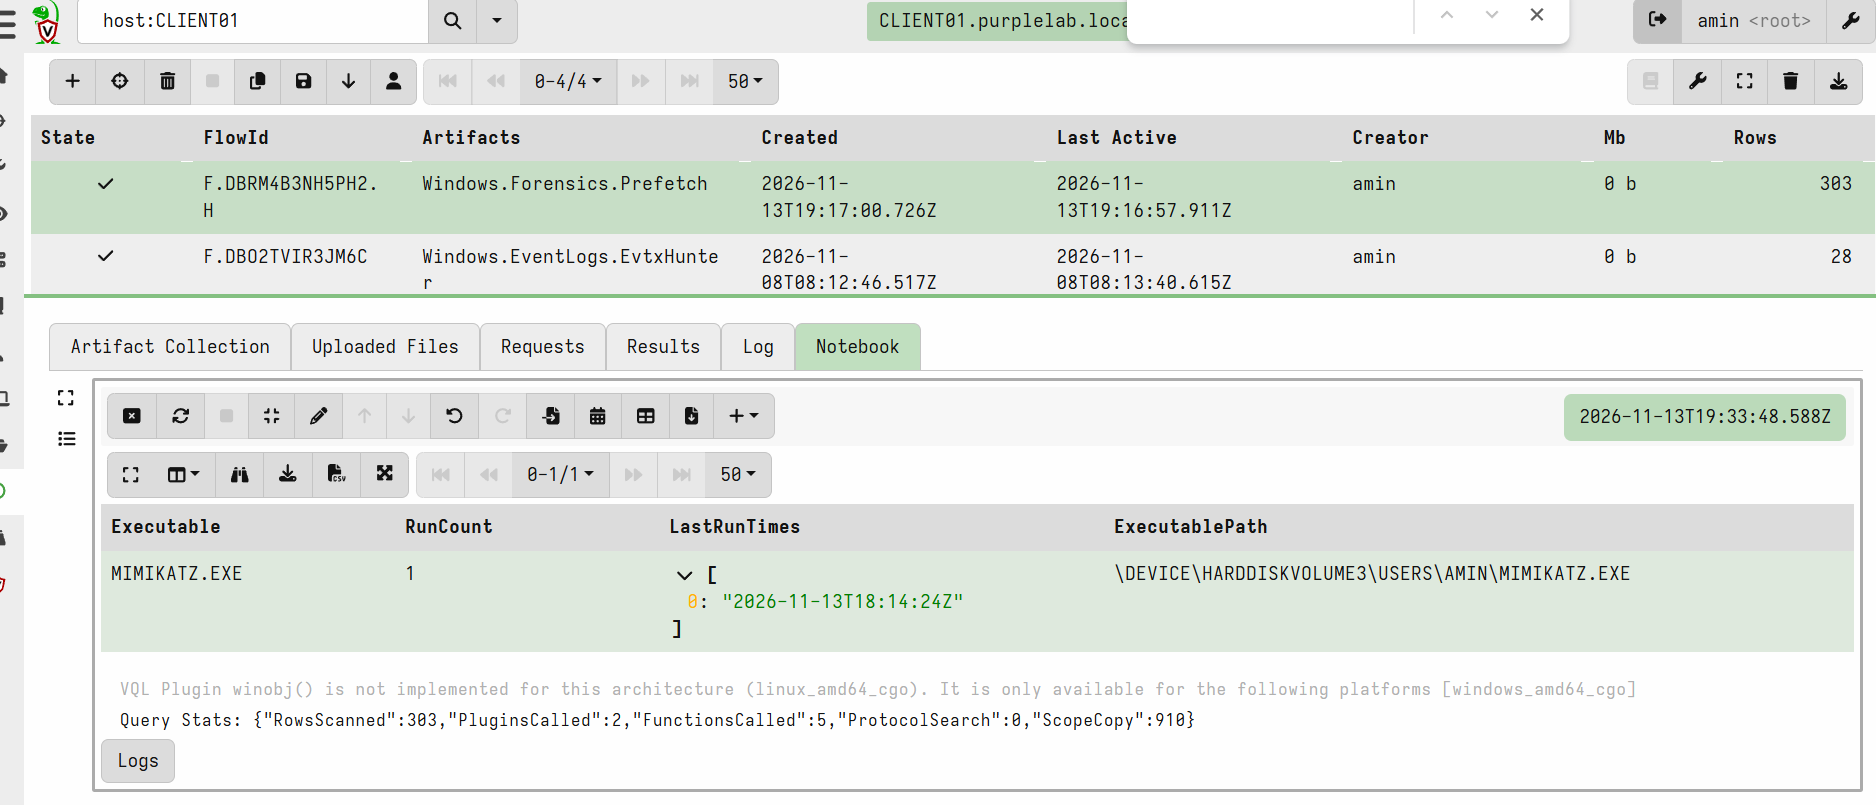 host:CLIENT01
CLIENT01.purplelab.loca
amin <root>
0-4/4
50
State FlowId Artifacts Created Last Active Creator Mb Rows
F.DBRM4B3NH5PH2. Windows.Forensics.Prefetch 2026-11- 2026-11- amin 0 b 303
H 13T19:17:00.726Z 13T19:16:57.911Z
F.DBO2TVIR3JM6C Windows.EventLogs.EvtxHunte 2026-11- 2026-11- amin 0 b 28
r 08T08:12:46.517Z 08T08:13:40.615Z
Artifact Collection Uploaded Files Requests Results Log Notebook
2026-11-13T19:33:48.588Z
CSV 0-1/1 50
Executable RunCount LastRunTimes ExecutablePath
MIMIKATZ.EXE 1 [ \DEVICE\HARDDISKVOLUME3\USERS\AMIN\MIMIKATZ.EXE
0: "2026-11-13T18:14:24Z"
]
VQL Plugin winobj() is not implemented for this architecture (linux_amd64_cgo). It is only available for the following platforms [windows_amd64_cgo]
Query Stats: {"RowsScanned":303,"PluginsCalled":2,"FunctionsCalled":5,"ProtocolSearch":0,"ScopeCopy":910}
Logs